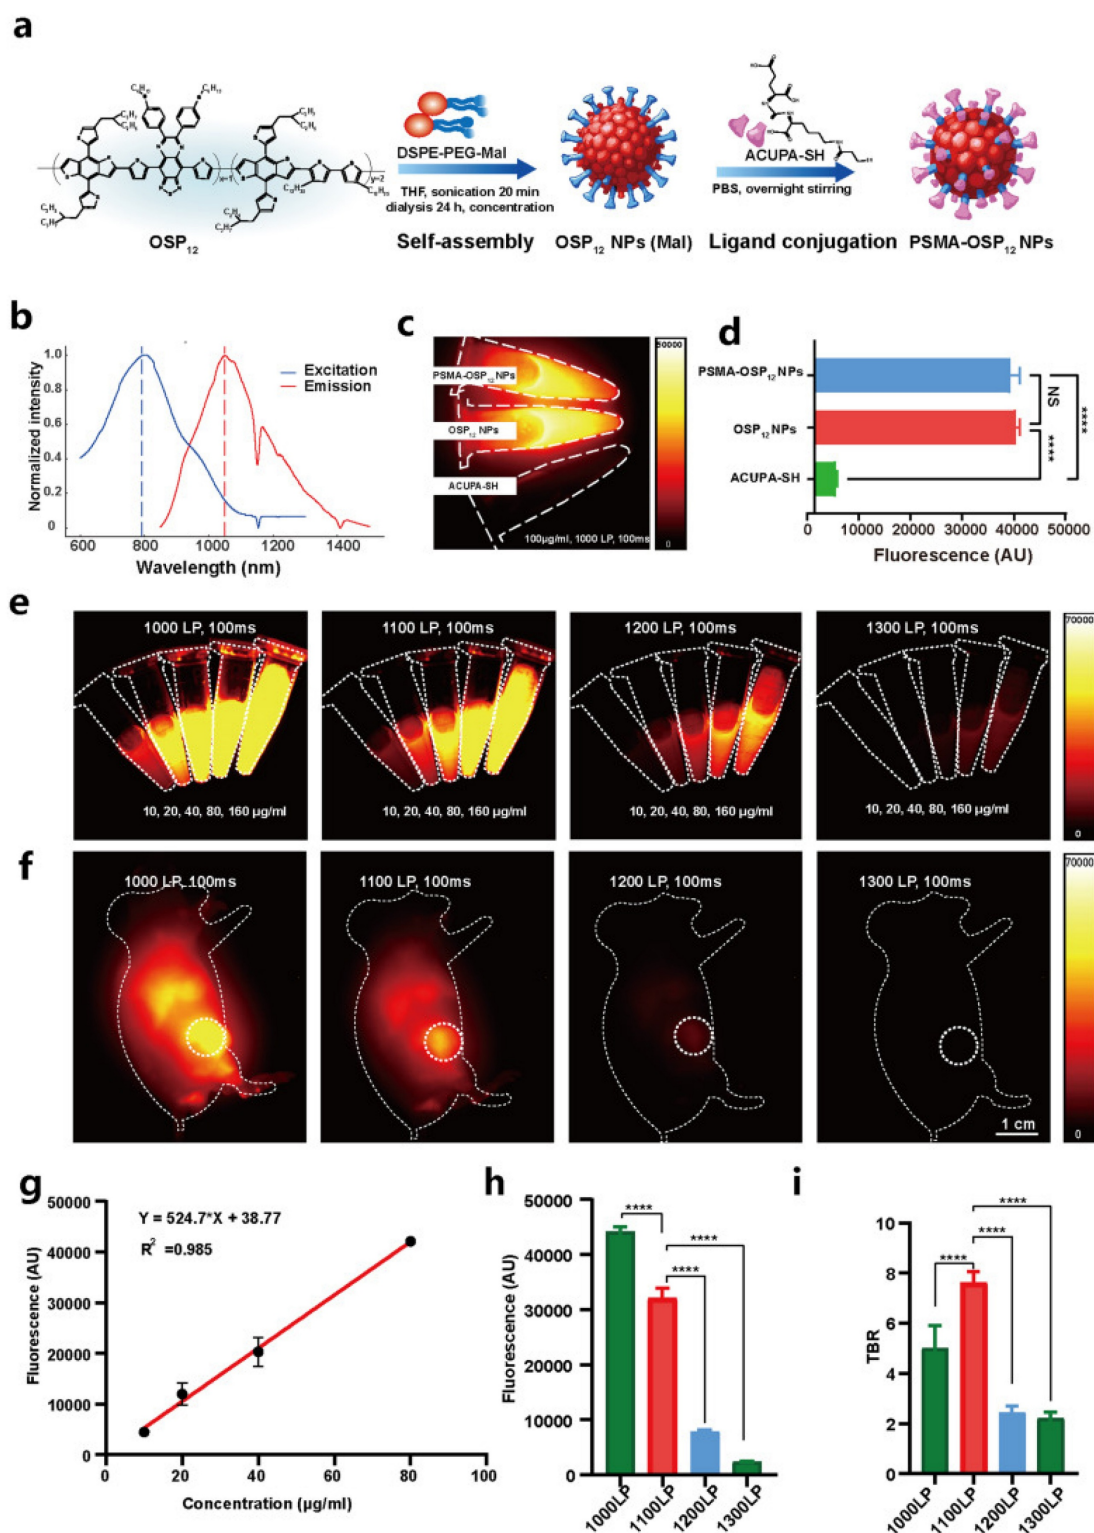 a
DSPE-PEG-Mal
THF, sonication 20 min
dialysis 24 h, concentration
ACUPA-SH
PBS, overnight stirring
OSP12
Self-assembly
OSP12 NPs (Mal)
Ligand conjugation
PSMA-OSP12 NPs
b
Normalized intensity
1.0
0.8
0.6
0.4
0.2
0
Excitation
Emission
600
800
1000
1200
1400
Wavelength (nm)
c
PSMA-OSP12 NPs
OSP12 NPs
ACUPA-SH
100µg/ml, 1000 LP, 100ms
50000
0
d
PSMA-OSP12 NPs
OSP12 NPs
ACUPA-SH
NS
****
****
0
10000
20000
30000
40000
50000
Fluorescence (AU)
e
1000 LP, 100ms
10, 20, 40, 80, 160 µg/ml
1100 LP, 100ms
10, 20, 40, 80, 160 µg/ml
1200 LP, 100ms
10, 20, 40, 80, 160 µg/ml
1300 LP, 100ms
10, 20, 40, 80, 160 µg/ml
70000
0
f
1000 LP, 100ms
1100 LP, 100ms
1200 LP, 100ms
1300 LP, 100ms
1 cm
70000
0
g
Fluorescence (AU)
50000
40000
30000
20000
10000
0
Y = 524.7*X + 38.77
R2 =0.985
0
20
40
60
80
100
Concentration (µg/ml)
h
Fluorescence (AU)
50000
40000
30000
20000
10000
0
****
****
****
1000LP
1100LP
1200LP
1300LP
i
TBR
10
8
6
4
2
0
****
****
****
1000LP
1100LP
1200LP
1300LP